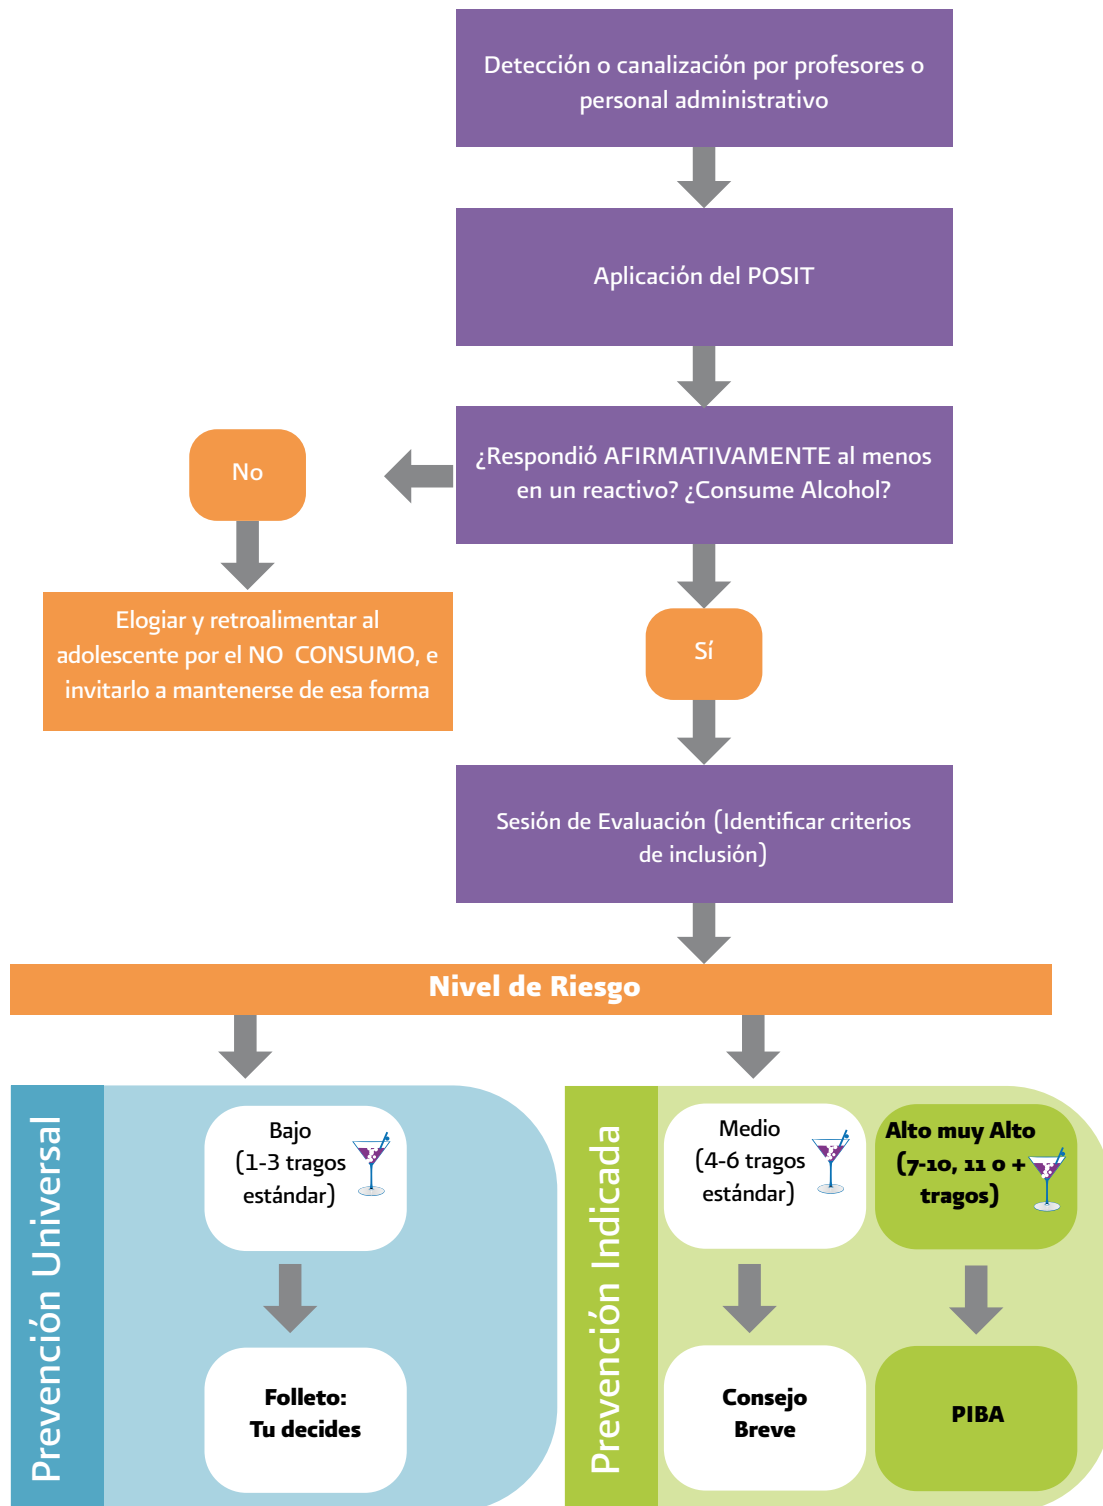 Detección o canalización por profesores o
personal administrativo
Aplicación del POSIT
¿Respondió AFIRMATIVAMENTE al menos
en un reactivo? ¿Consume Alcohol?
No
Elogiar y retroalimentar al
adolescente por el NO CONSUMO, e
invitarlo a mantenerse de esa forma
Sí
Sesión de Evaluación (Identificar criterios
de inclusión)
Nivel de Riesgo
Prevención Universal
Bajo
(1-3 tragos
estándar)
Folleto:
Tu decides
Prevención Indicada
Medio
(4-6 tragos
estándar)
Consejo
Breve
Alto muy Alto
(7-10, 11 o +
tragos)
PIBA